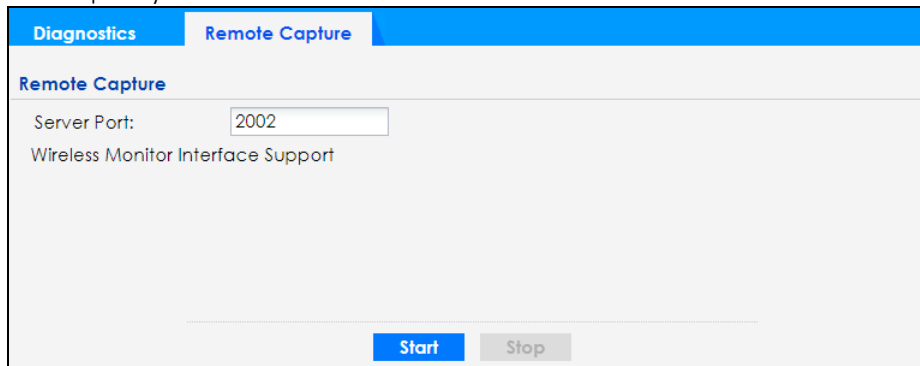 Diagnostics Remote Capture
Remote Capture
Server Port: 2002
Wireless Monitor Interface Support
Start Stop